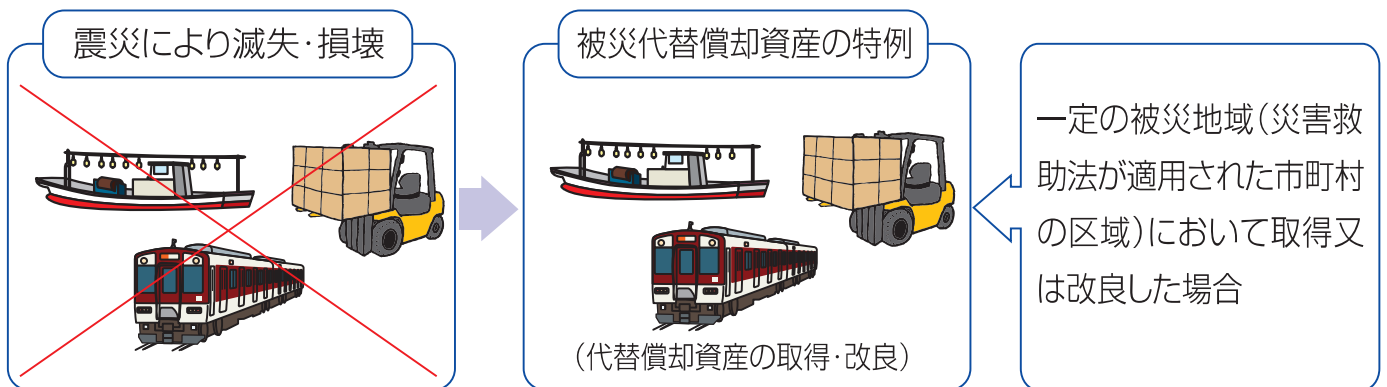 震災により滅失・損壊
被災代替償却資産の特例
(代替償却資産の取得・改良)
一定の被災地域(災害救
助法が適用された市町村
の区域)において取得又
は改良した場合